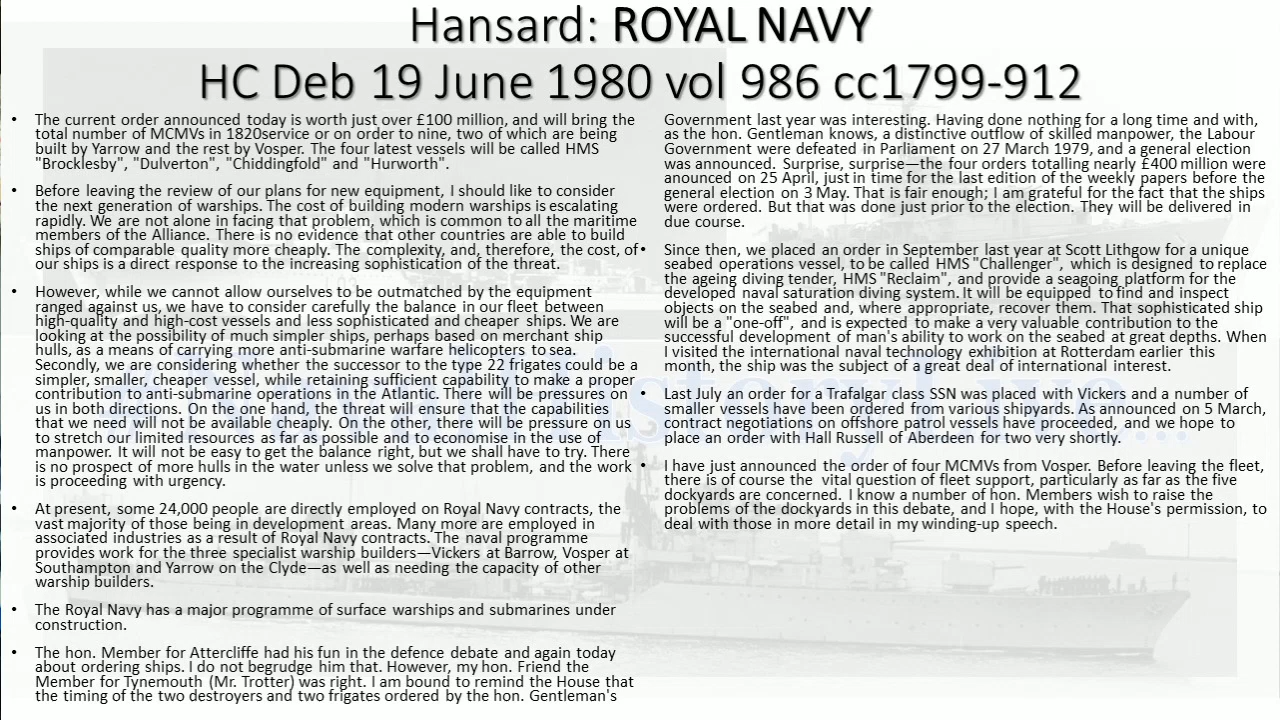 Hansard: ROYAL NAVY
HC Deb 19 June 1980 vol 986 cc1799-912
• The current order announced today is worth just over £100 million, and will bring the
total number of MCMVs in 1820service or on order to nine, two of which are being
built by Yarrow and the rest by Vosper. The four latest vessels will be called HMS
"Brocklesby", "Dulverton", "Chiddingfold" and "Hurworth".
• Before leaving the review of our plans for new equipment, I should like to consider
the next generation of warships. The cost of building modern warships is escalating
rapidly. We are not alone in facing that problem, which is common to all the maritime
members of the Alliance. There is no evidence that other countries are able to build
ships of comparable quality more cheaply. The complexity, and, therefore, the cost, of
our ships is a direct response to the increasing sophistication of the threat.
• However, while we cannot allow ourselves to be outmatched by the equipment
ranged against us, we have to consider carefully the balance in our fleet between
high-quality and high-cost vessels and less sophisticated and cheaper ships. We are
looking at the possibility of much simpler ships, perhaps based on merchant ship
hulls, as a means of carrying more anti-submarine warfare helicopters to sea.
Secondly, we are considering whether the successor to the type 22 frigates could be a
simpler, smaller, cheaper vessel, while retaining sufficient capability to make a proper
contribution to anti-submarine operations in the Atlantic. There will be pressures on
us in both directions. On the one hand, the threat will ensure that the capabilities
that we need will not be available cheaply. On the other, there will be pressure on us
to stretch our limited resources as far as possible and to economise in the use of
manpower. It will not be easy to get the balance right, but we shall have to try. There
is no prospect of more hulls in the water unless we solve that problem, and the work
is proceeding with urgency.
• At present, some 24,000 people are directly employed on Royal Navy contracts, the
vast majority of those being in development areas. Many more are employed in
associated industries as a result of Royal Navy contracts. The naval programme
provides work for the three specialist warship builders—Vickers at Barrow, Vosper at
Southampton and Yarrow on the Clyde—as well as needing the capacity of other
warship builders.
• The Royal Navy has a major programme of surface warships and submarines under
construction.
• The hon. Member for Attercliffe had his fun in the defence debate and again today
about ordering ships. I do not begrudge him that. However, my hon. Friend the
Member for Tynemouth (Mr. Trotter) was right. I am bound to remind the House that
the timing of the two destroyers and two frigates ordered by the hon. Gentleman's
Government last year was interesting. Having done nothing for a long time and with,
as the hon. Gentleman knows, a distinctive outflow of skilled manpower, the Labour
Government were defeated in Parliament on 27 March 1979, and a general election
was announced. Surprise, surprise—the four orders totalling nearly £400 million were
anounced on 25 April, just in time for the last edition of the weekly papers before the
general election on 3 May. That is fair enough; I am grateful for the fact that the ships
were ordered. But that was done just prior to the election. They will be delivered in
due course.
• Since then, we placed an order in September last year at Scott Lithgow for a unique
seabed operations vessel, to be called HMS "Challenger", which is designed to replace
the ageing diving tender, HMS "Reclaim", and provide a seagoing platform for the
developed naval saturation diving system. It will be equipped to find and inspect
objects on the seabed and, where appropriate, recover them. That sophisticated ship
will be a "one-off", and is expected to make a very valuable contribution to the
successful development of man's ability to work on the seabed at great depths. When
I visited the international naval technology exhibition at Rotterdam earlier this
month, the ship was the subject of a great deal of international interest.
• Last July an order for a Trafalgar class SSN was placed with Vickers and a number of
smaller vessels have been ordered from various shipyards. As announced on 5 March,
contract negotiations on offshore patrol vessels have proceeded, and we hope to
place an order with Hall Russell of Aberdeen for two very shortly.
• I have just announced the order of four MCMVs from Vosper. Before leaving the fleet,
there is of course the vital question of fleet support, particularly as far as the five
dockyards are concerned. I know a number of hon. Members wish to raise the
problems of the dockyards in this debate, and I hope, with the House's permission, to
deal with those in more detail in my winding-up speech.